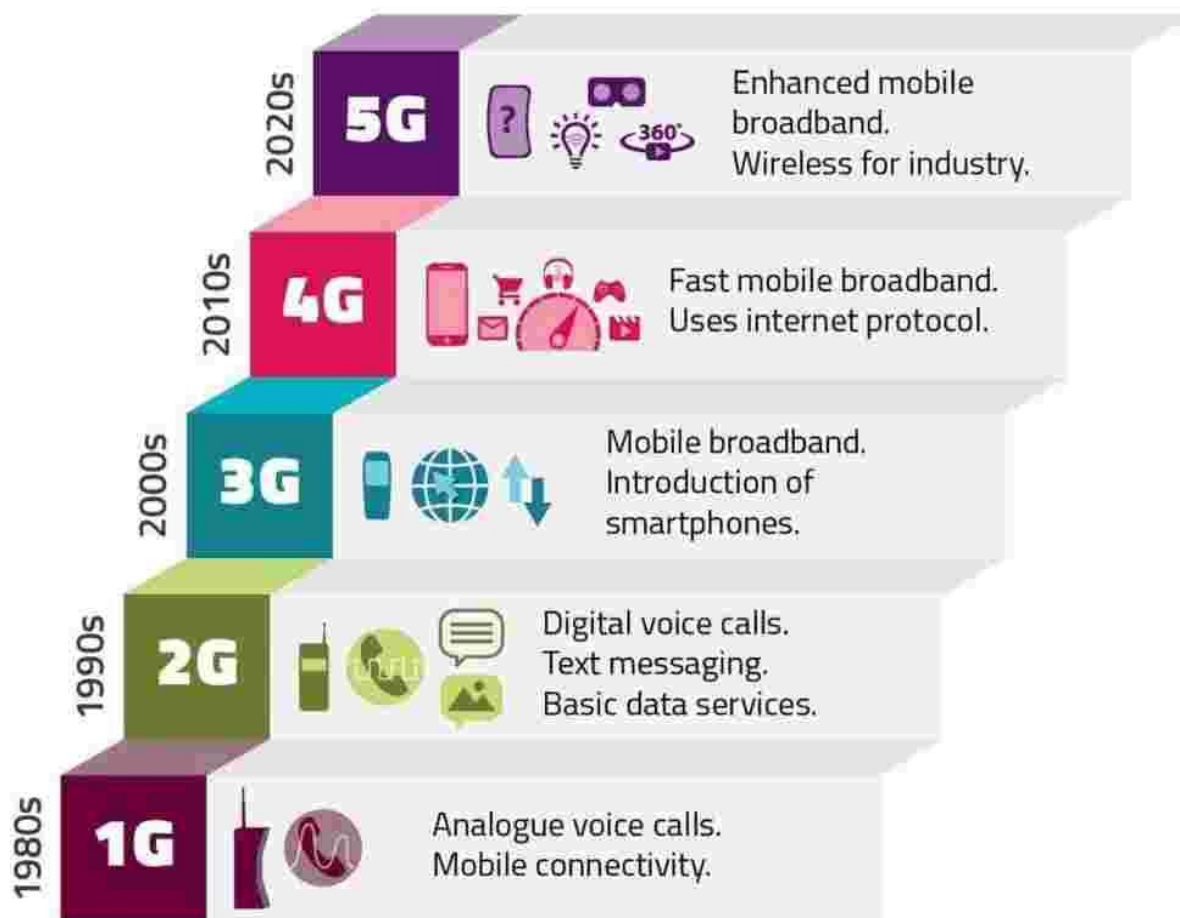 2020s
5G
?
360°
Enhanced mobile
broadband.
Wireless for industry.
2010s
4G
Fast mobile broadband.
Uses internet protocol.
2000s
3G
Mobile broadband.
Introduction of
smartphones.
1990s
2G
Digital voice calls.
Text messaging.
Basic data services.
1980s
1G
Analogue voice calls.
Mobile connectivity.